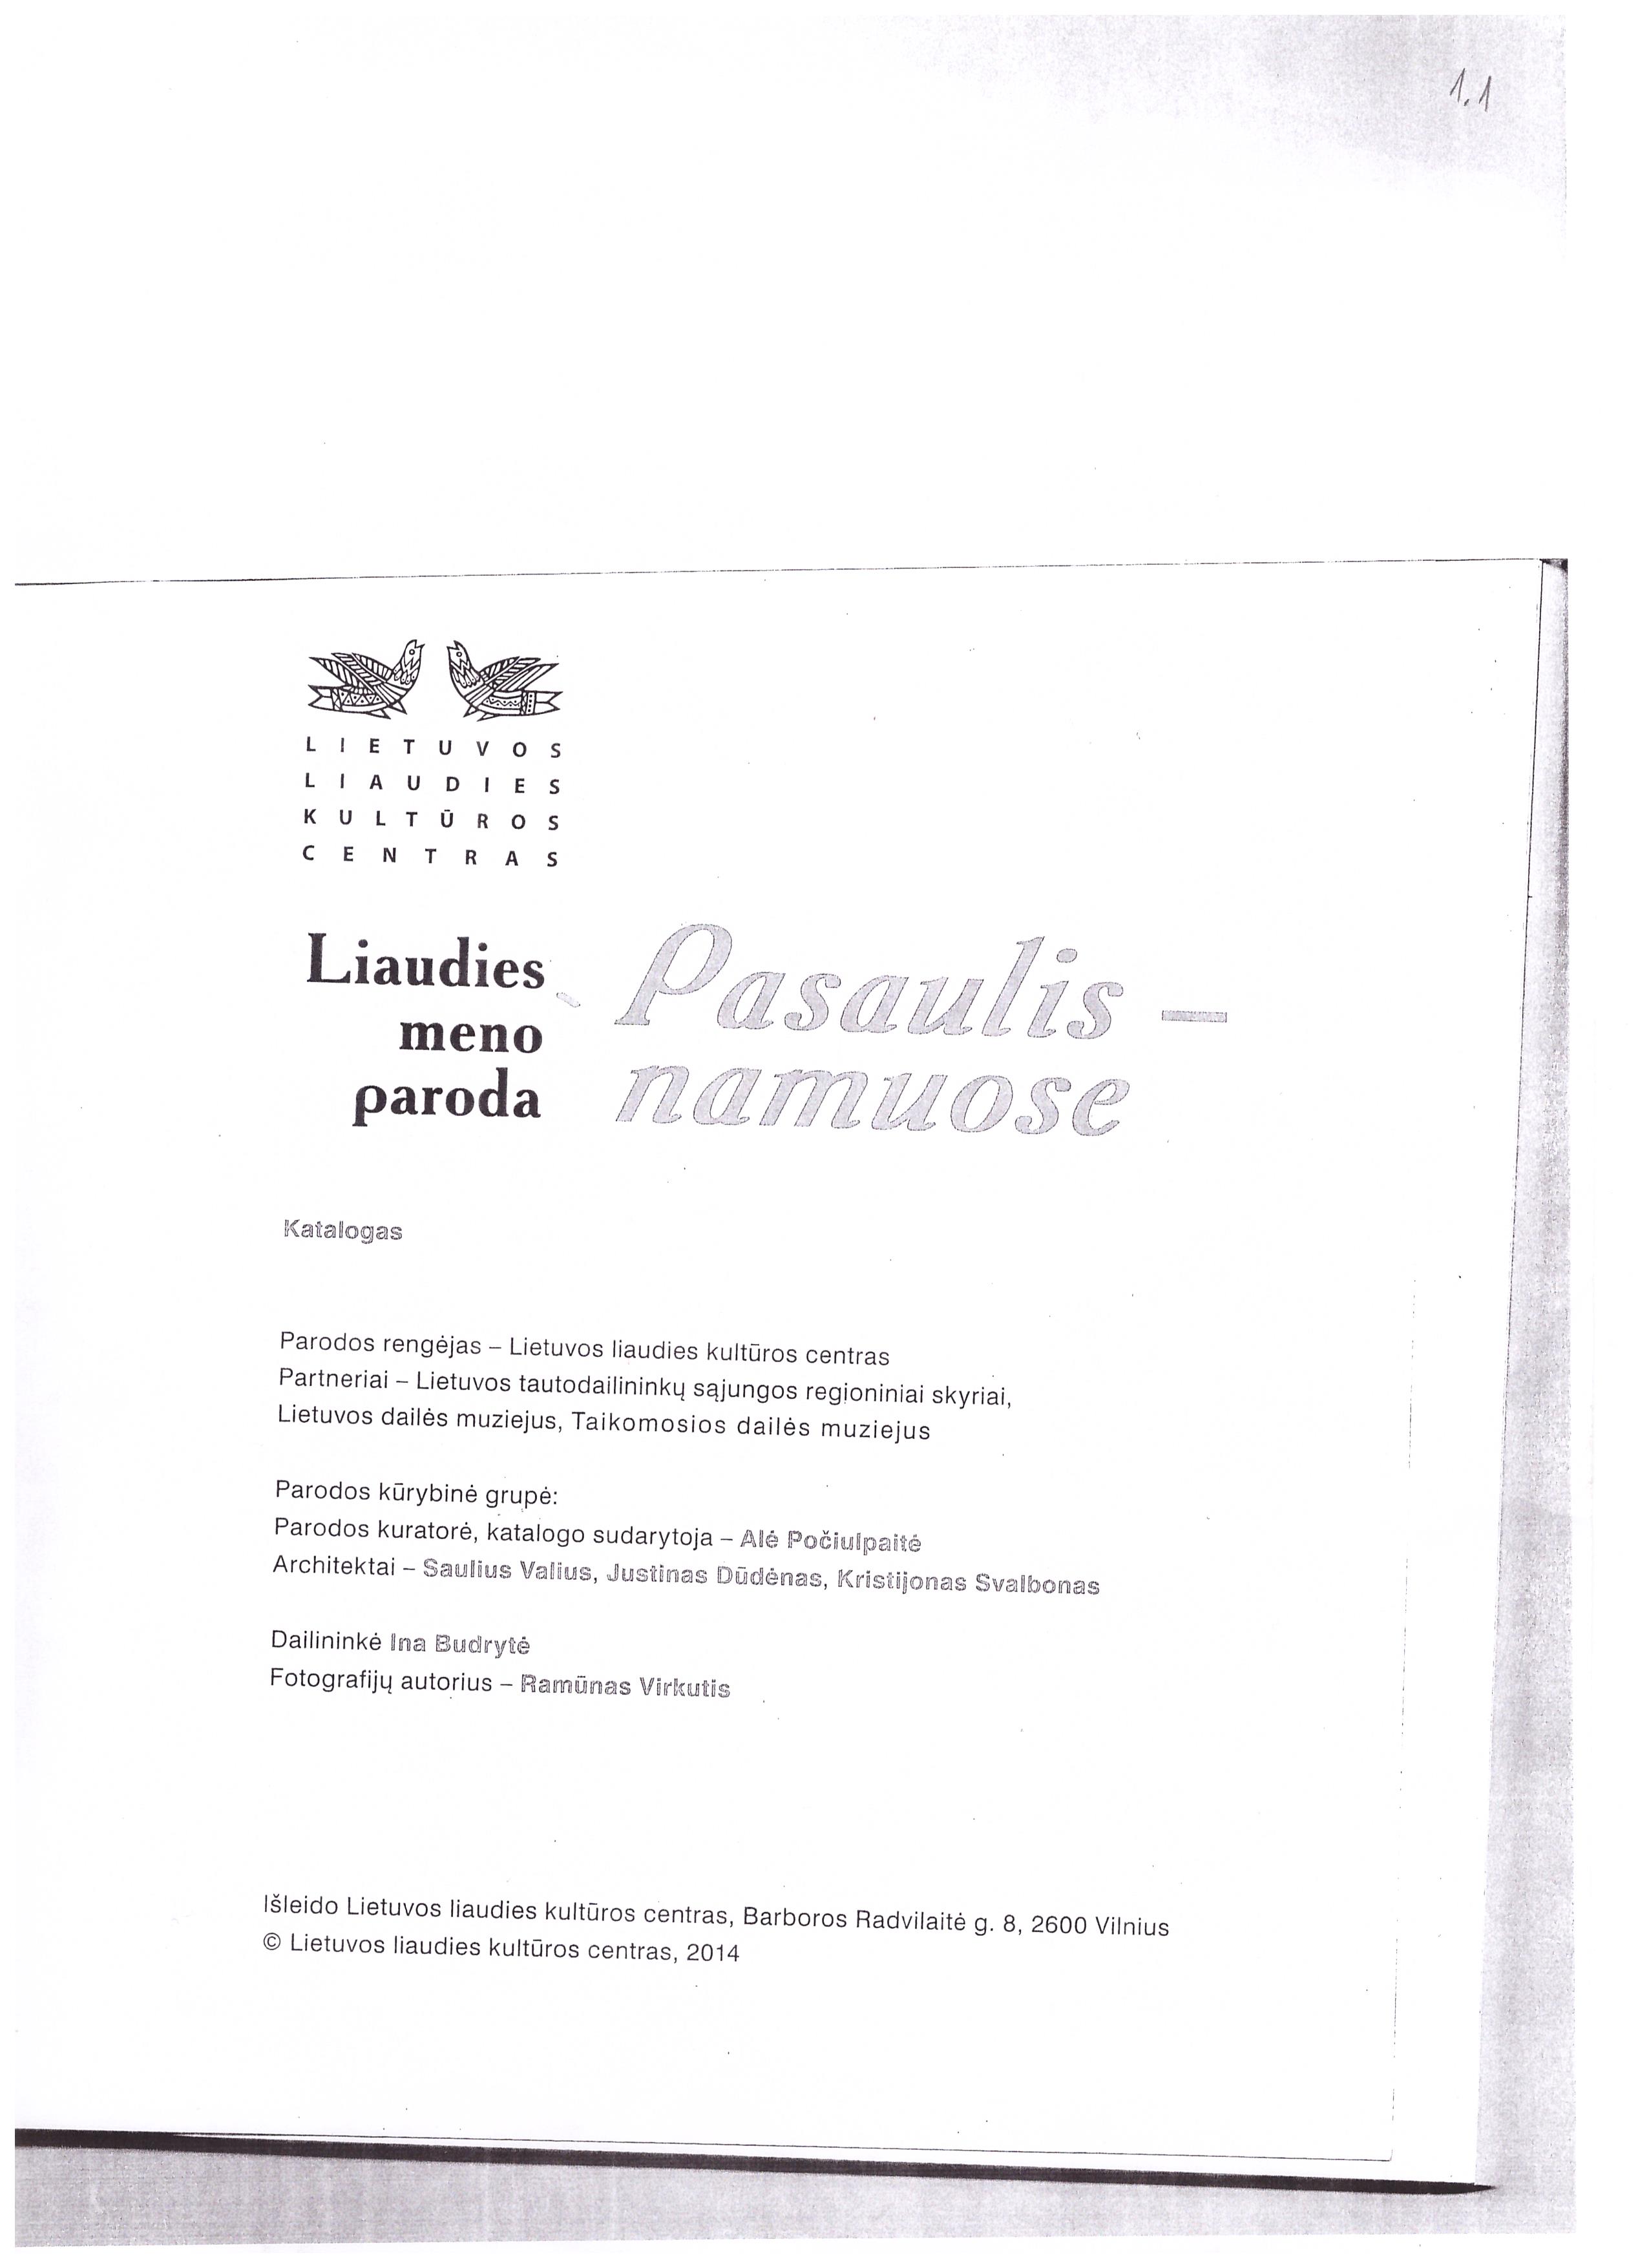 1.1
LIETUVOS
LIAUDIES
KULTŪROS
CENTRAS
Liaudies
meno
paroda
Pasaulis –
namuose
Katalogas
Parodos rengėjas – Lietuvos liaudies kultūros centras
Partneriai – Lietuvos tautodailininkų sąjungos regioniniai skyriai,
Lietuvos dailės muziejus, Taikomosios dailės muziejus
Parodos kūrybinė grupė:
Parodos kuratorė, katalogo sudarytoja – Alė Počiulpaitė
Architektai – Saulius Valius, Justinas Dūdėnas, Kristijonas Svalbonas
Dailininkė Ina Budrytė
Fotografijų autorius – Ramūnas Virkutis
Išleido Lietuvos liaudies kultūros centras, Barboros Radvilaitė g. 8, 2600 Vilnius
© Lietuvos liaudies kultūros centras, 2014